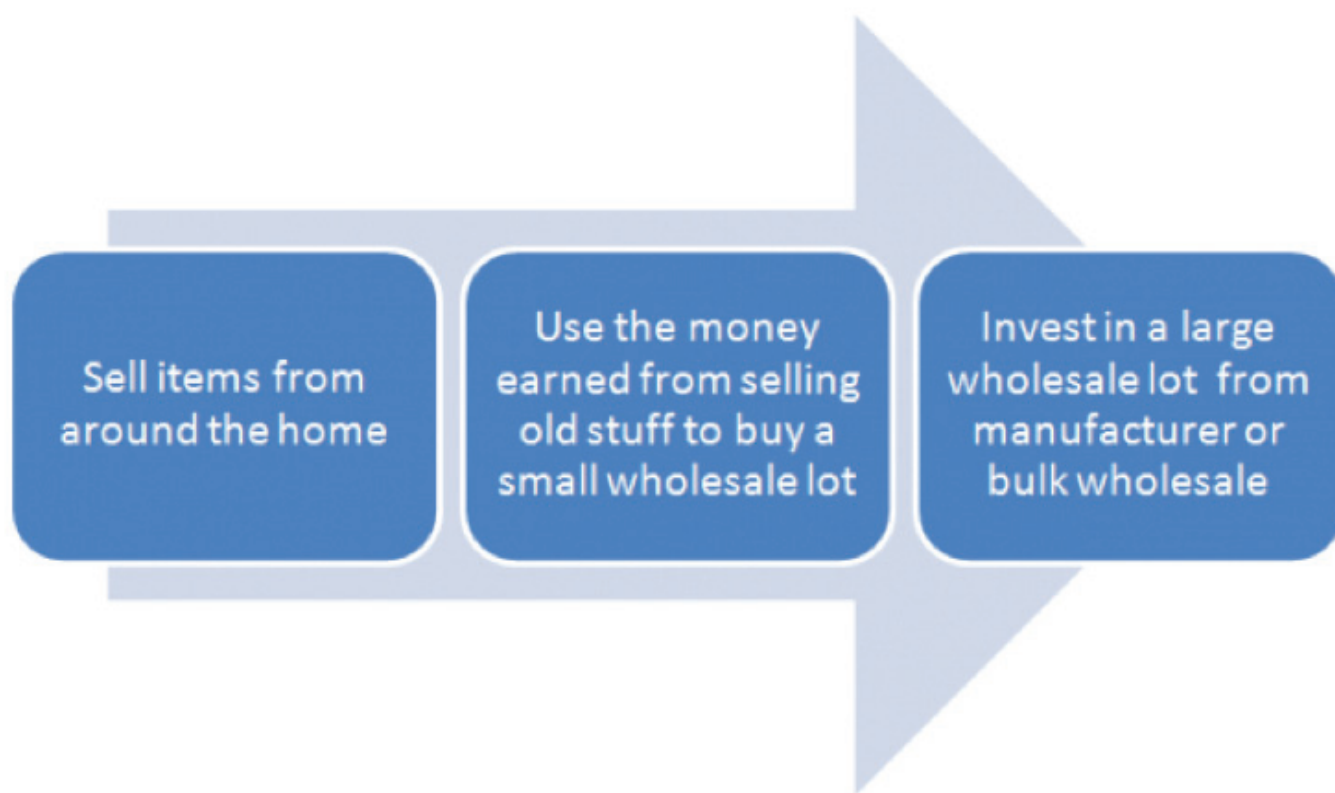 Sell items from
around the home
Use the money
earned from selling
old stuff to buy a
small wholesale lot
Invest in a large
wholesale lot from
manufacturer or
bulk wholesale